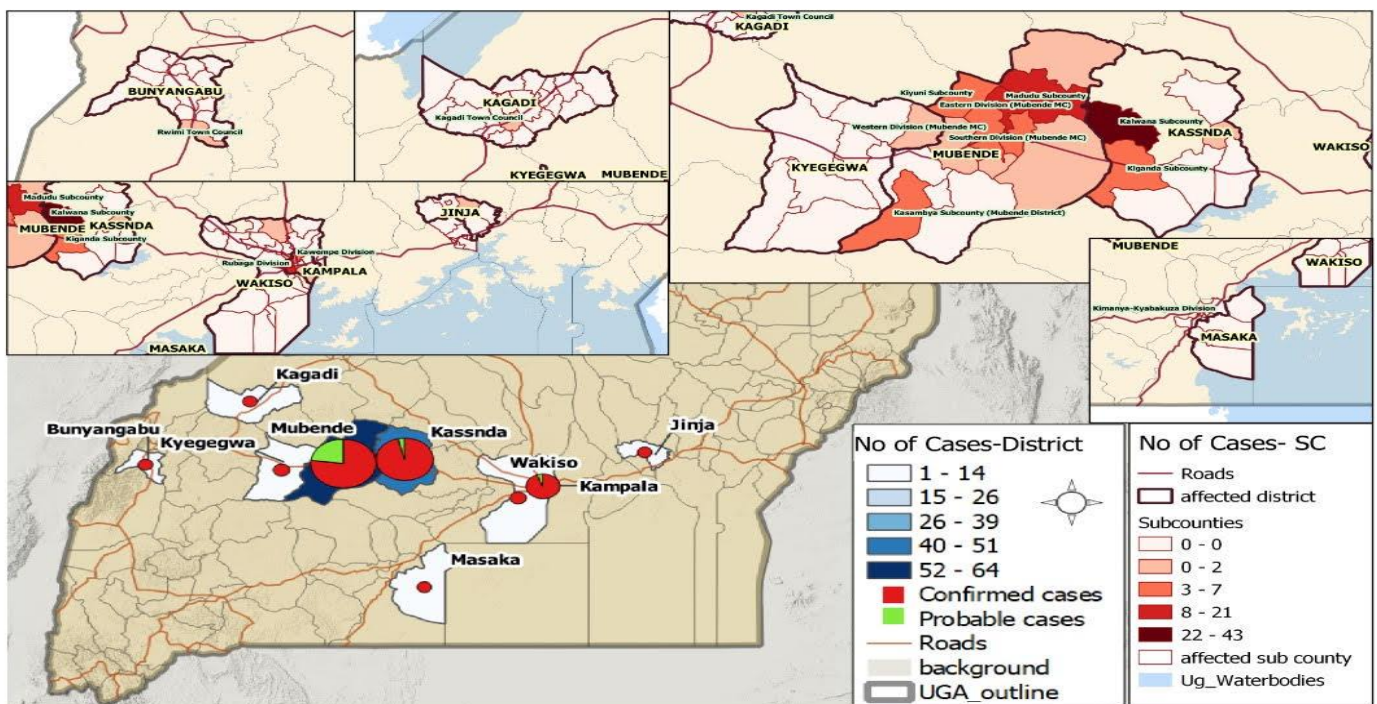 BUNYANGABU
Rwimi Town Council
KAGADI
Kagadi Town Council
KYEGEGWA
MUBENDE
Kagadi Town Council
KAGADI
Kiyuni Subcounty
Madudu Subcounty
Eastern Division (Mubende MC)
Kalwana Subcounty
Western Division (Mubende MC)
Southern Division (Mubende MC)
KASSNDA
MUBENDE
WAKISO
KYEGEGWA
Kiganda Subcounty
Kasambya Subcounty (Mubende District)
Madudu Subcounty
Kalwana Subcounty
MUBENDE
KASSNDA
Kiganda Subcounty
JINJA
Kawempe Division
Rubaga Division
KAMPALA
WAKISO
MASAKA
MUBENDE
WAKISO
Kimanya-Kyabakuza Division
MASAKA
Kagadi
Bunyangabu
Kyegegwa
Mubende
Kassnda
Wakiso
Kampala
Jinja
Masaka
No of Cases-District
1 - 14
15 - 26
26 - 39
40 - 51
52 - 64
Confirmed cases
Probable cases
Roads
background
UGA_outline
No of Cases- SC
Roads
affected district
Subcounties
0 - 0
0 - 2
3 - 7
8 - 21
22 - 43
affected sub county
Ug_Waterbodies